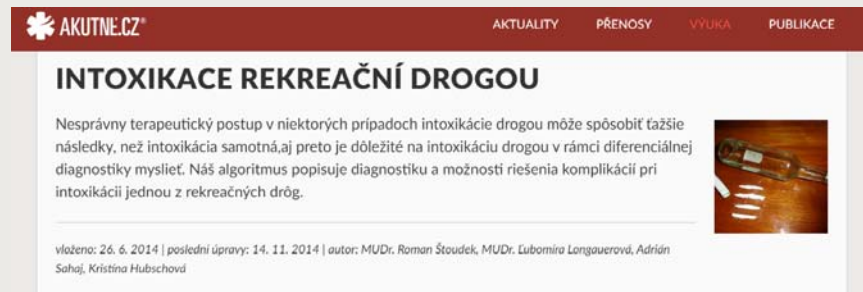 AKUTNE.CZ®
AKTUALITY PŘENOSY VÝUKA PUBLIKACE
INTOXIKACE REKREAČNÍ DROGOU
Nesprávny terapeutický postup v niektorých prípadoch intoxikácie drogou môže spôsobiť ťažšie
následky, než intoxikácia samotná,aj preto je dôležité na intoxikáciu drogou v rámci diferenciálnej
diagnostiky myslieť. Náš algoritmus popisuje diagnostiku a možnosti riešenia komplikácií pri
intoxikácii jednou z rekreačných dróg.
vloženo: 26. 6. 2014 | poslední úpravy: 14. 11. 2014 | autor: MUDr. Roman Štoudek, MUDr. Ľubomíra Longauerová, Adrián
Sahaj, Kristína Hubschová